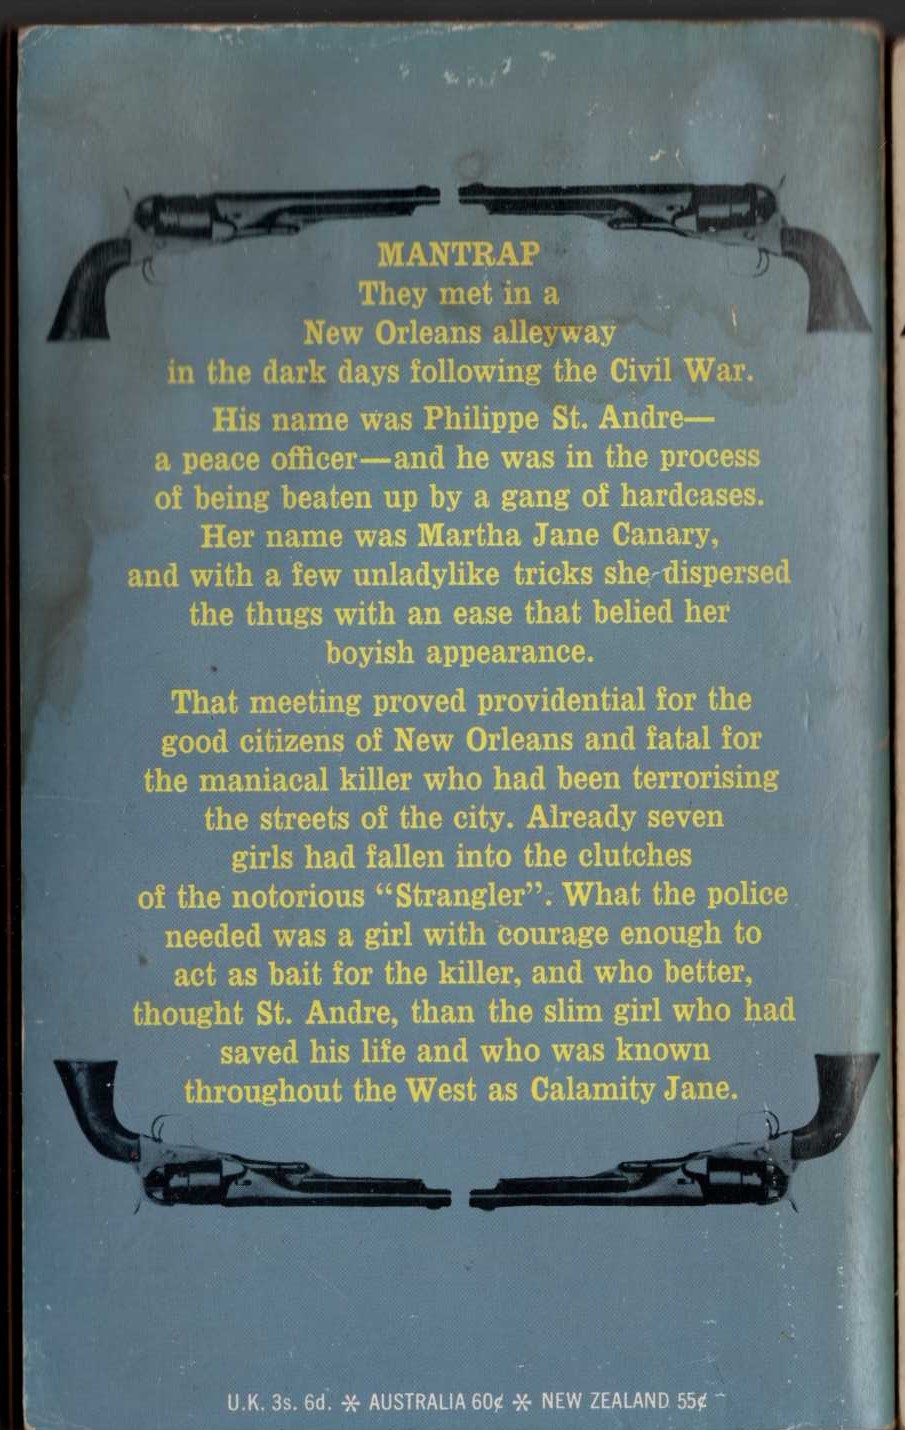 MANTRAP
They met in a
New Orleans alleyway
in the dark days following the Civil War.
His name was Philippe St. Andre—
a peace officer—and he was in the process
of being beaten up by a gang of hardcases.
Her name was Martha Jane Canary,
and with a few unladylike tricks she dispersed
the thugs with an ease that belied her
boyish appearance.
That meeting proved providential for the
good citizens of New Orleans and fatal for
the maniacal killer who had been terrorising
the streets of the city. Already seven
girls had fallen into the clutches
of the notorious “Strangler”. What the police
needed was a girl with courage enough to
act as bait for the killer, and who better,
thought St. Andre, than the slim girl who had
saved his life and who was known
throughout the West as Calamity Jane.
U.K. 3s. 6d. * AUSTRALIA 60¢ * NEW ZEALAND 55¢